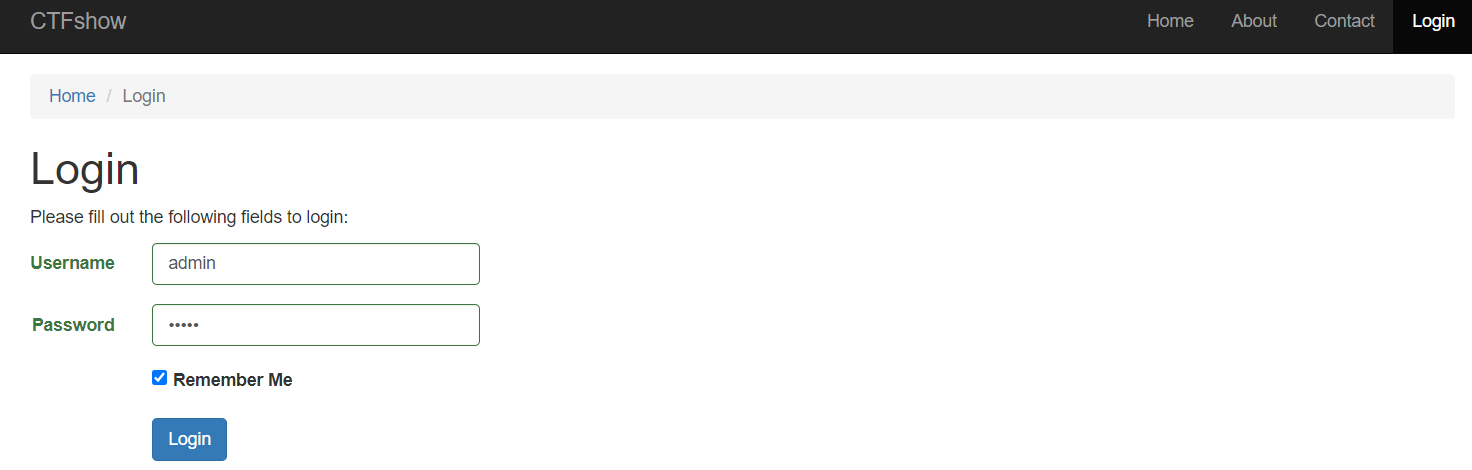 CTFshow Home About Contact Login
Home / Login
Login
Please fill out the following fields to login:
Username admin
Password •••••
Remember Me
Login